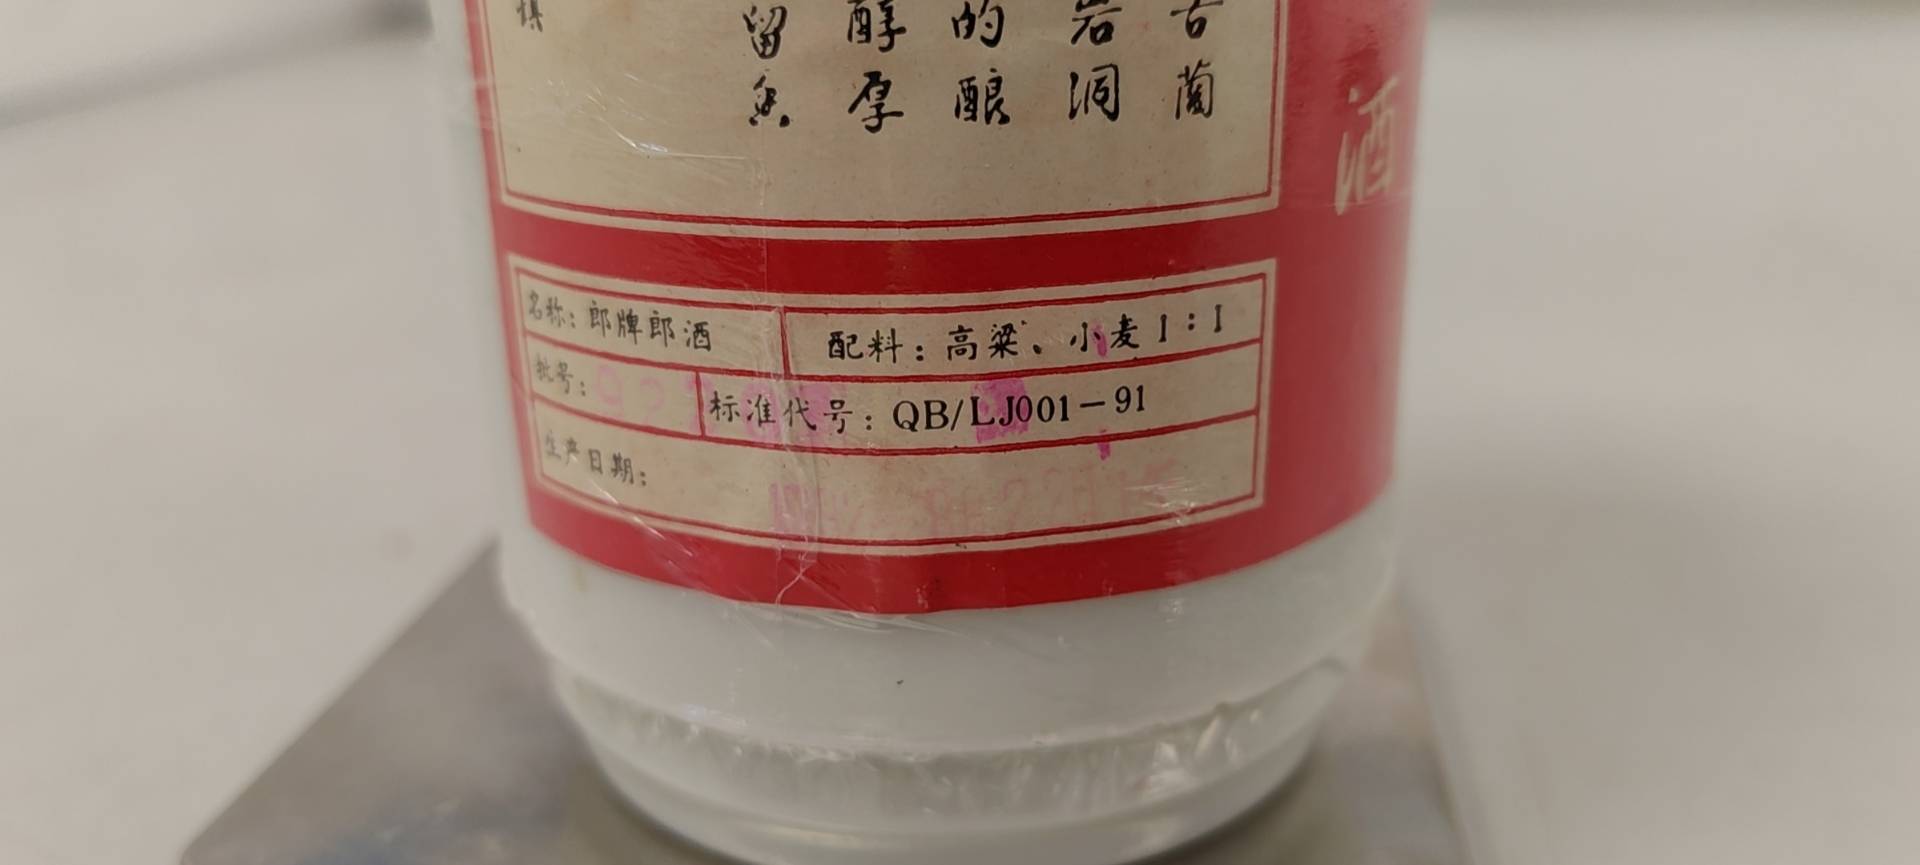 古蔺
岩洞
的酿
醇厚
留香
酒
名称：郎牌郎酒
配料：高粱、小麦1：1
批号：
标准代号：QB/LJ001－91
生产日期：